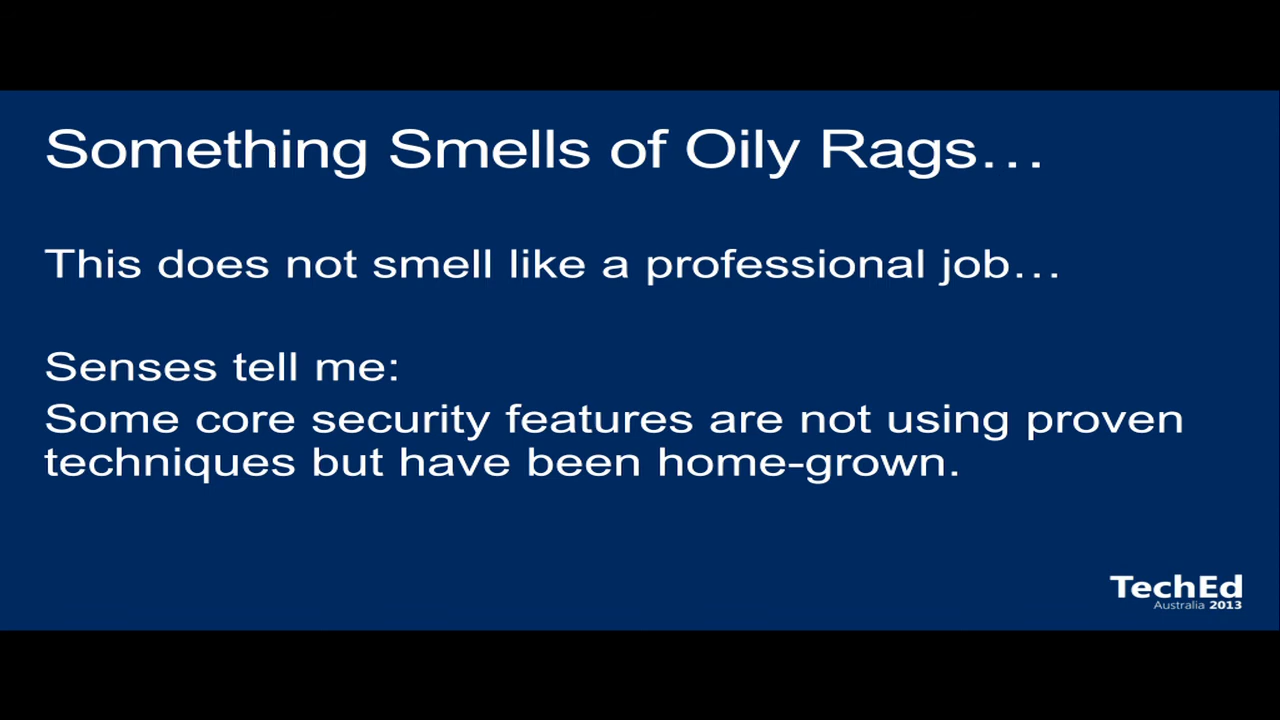 Something Smells of Oily Rags…
This does not smell like a professional job…
Senses tell me:
Some core security features are not using proven
techniques but have been home-grown.
TechEd
Australia 2013